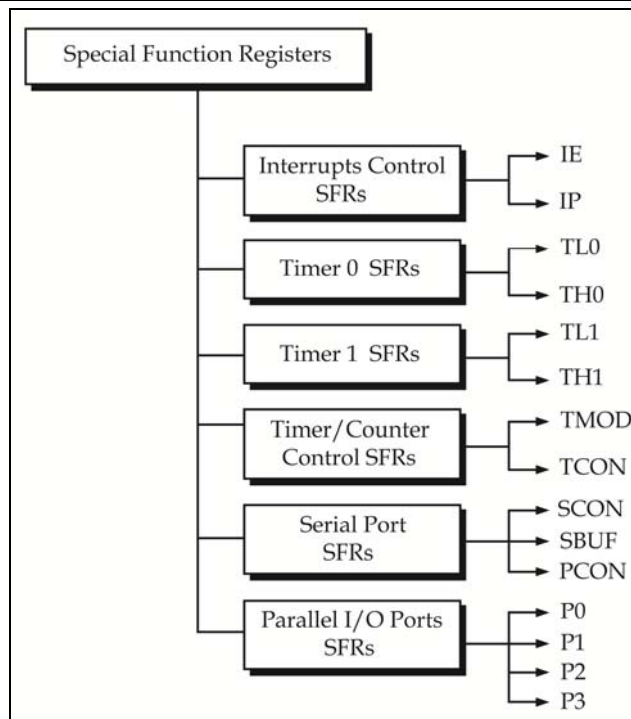 Special Function Registers
Interrupts Control
SFRs
IE
IP
Timer 0 SFRs
TL0
TH0
Timer 1 SFRs
TL1
TH1
Timer/Counter
Control SFRs
TMOD
TCON
Serial Port
SFRs
SCON
SBUF
PCON
Parallel I/O Ports
SFRs
P0
P1
P2
P3